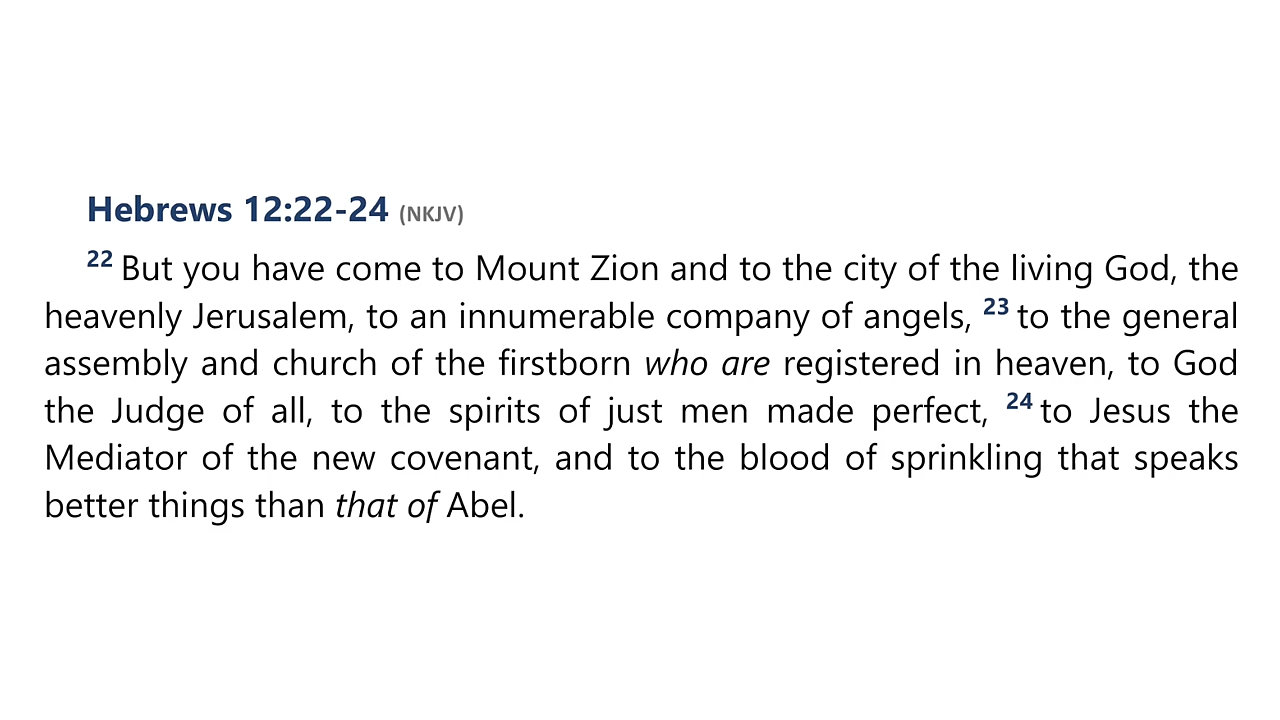 Hebrews 12:22-24 (NKJV)
22 But you have come to Mount Zion and to the city of the living God, the
heavenly Jerusalem, to an innumerable company of angels, 23 to the general
assembly and church of the firstborn who are registered in heaven, to God
the Judge of all, to the spirits of just men made perfect, 24 to Jesus the
Mediator of the new covenant, and to the blood of sprinkling that speaks
better things than that of Abel.